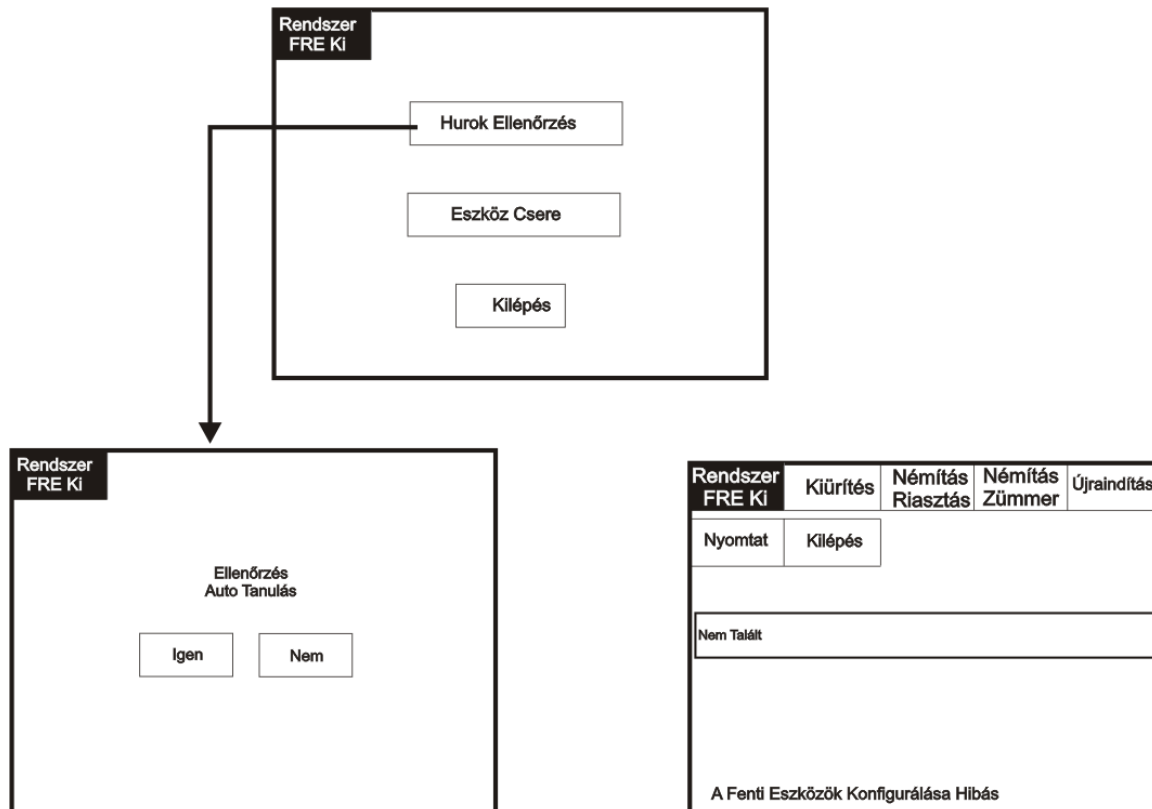 Rendszer
FRE Ki
Hurok Ellenőrzés
Eszköz Csere
Kilépés
Rendszer
FRE Ki
Ellenőrzés
Auto Tanulás
Igen
Nem
Rendszer
FRE Ki
Kiürítés
Némítás
Riasztás
Némítás
Zümmer
Újraindítás
Nyomtat
Kilépés
Nem Talált
A Fenti Eszközök Konfigurálása Hibás